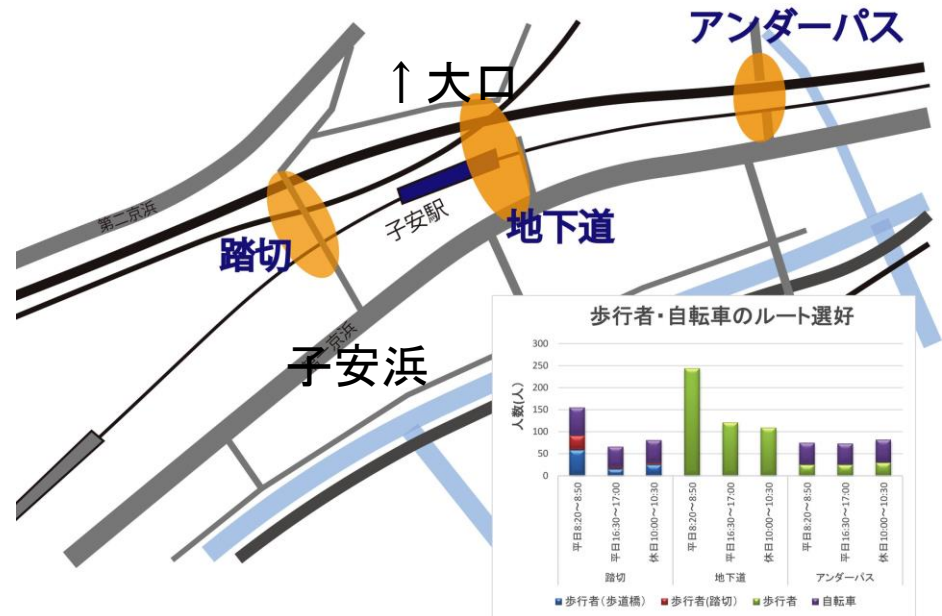 アンダーパス
↑大口
第二京浜
子安駅
地下道
踏切
京浜
子安浜
歩行者・自転車のルート選好
人数(人)
300
250
200
150
100
50
0
平日8:20～8:50
平日16:30～17:00
休日10:00～10:30
平日8:20～8:50
平日16:30～17:00
休日10:00～10:30
平日8:20～8:50
平日16:30～17:00
休日10:00～10:30
踏切
地下道
アンダーパス
歩行者(歩道橋)
歩行者(踏切)
歩行者
自転車